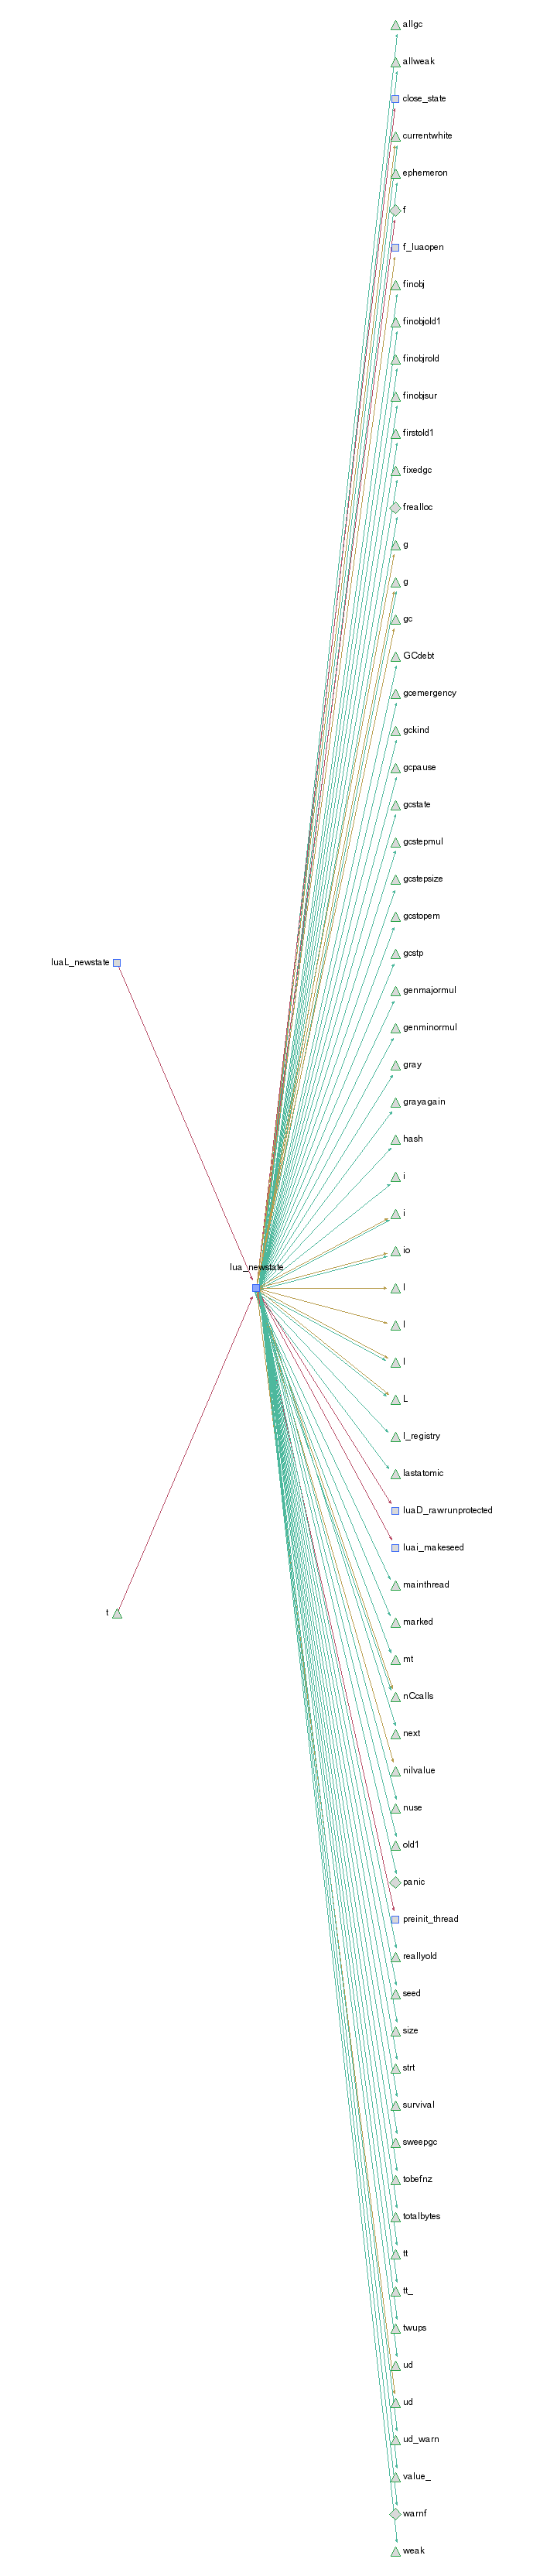 allgc
allweak
close_state
currentwhite
ephemeron
f
f_luaopen
finobj
finobjold1
finobjrold
finobjsur
firstold1
fixedgc
frealloc
g
g
gc
GCdebt
gcemergency
gckind
gcpause
gcstate
gcstepmul
gcstepsize
gcstopem
gcstp
luaL_newstate
genmajormul
genminormul
gray
grayagain
hash
i
i
io
lua_newstate
l
l
l
L
l_registry
lastatomic
luaD_rawrunprotected
luai_makeseed
mainthread
t
marked
mt
nCcalls
next
nilvalue
nuse
old1
panic
preinit_thread
reallyold
seed
size
strt
survival
sweepgc
tobefnz
totalbytes
tt
tt_
twups
ud
ud
ud_warn
value_
warnf
weak